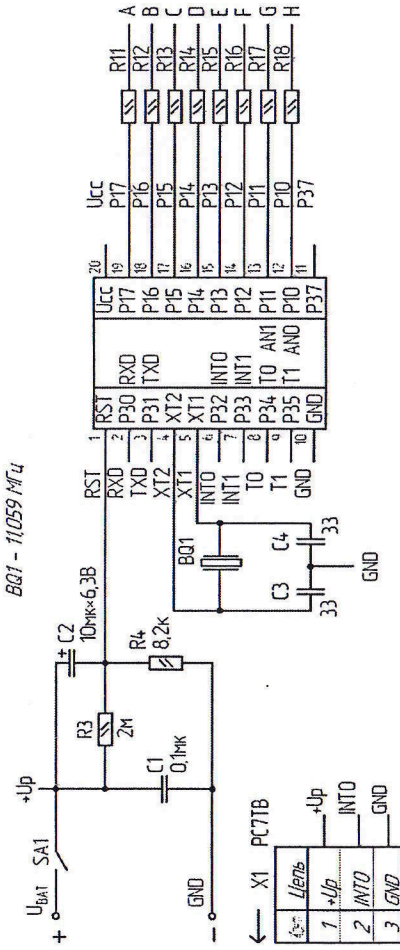 BQ1 - 11,059 МГц
+
U_BAT
SA1
+Up
C2
10мк×6,3В
R3
2М
R4
8,2к
C1
0,1мк
GND
-
X1
РС7ТВ
Цепь
1
+Up
+Up
2
INT0
INT0
3
GND
GND
BQ1
C3
33
C4
33
GND
RST
1
RST
RXD
2
P30
RXD
TXD
3
P31
TXD
XT2
4
XT2
XT1
5
XT1
INT0
6
P32
INT0
INT1
7
P33
INT1
T0
8
P34
T0
T1
9
P35
T1
GND
10
GND
AN1
AN0
Ucc
20
Ucc
P17
19
P17
R11
A
P16
18
P16
R12
B
P15
17
P15
R13
C
P14
16
P14
R14
D
P13
15
P13
R15
E
P12
14
P12
R16
F
P11
13
P11
R17
G
P10
12
P10
R18
H
P37
11
P37